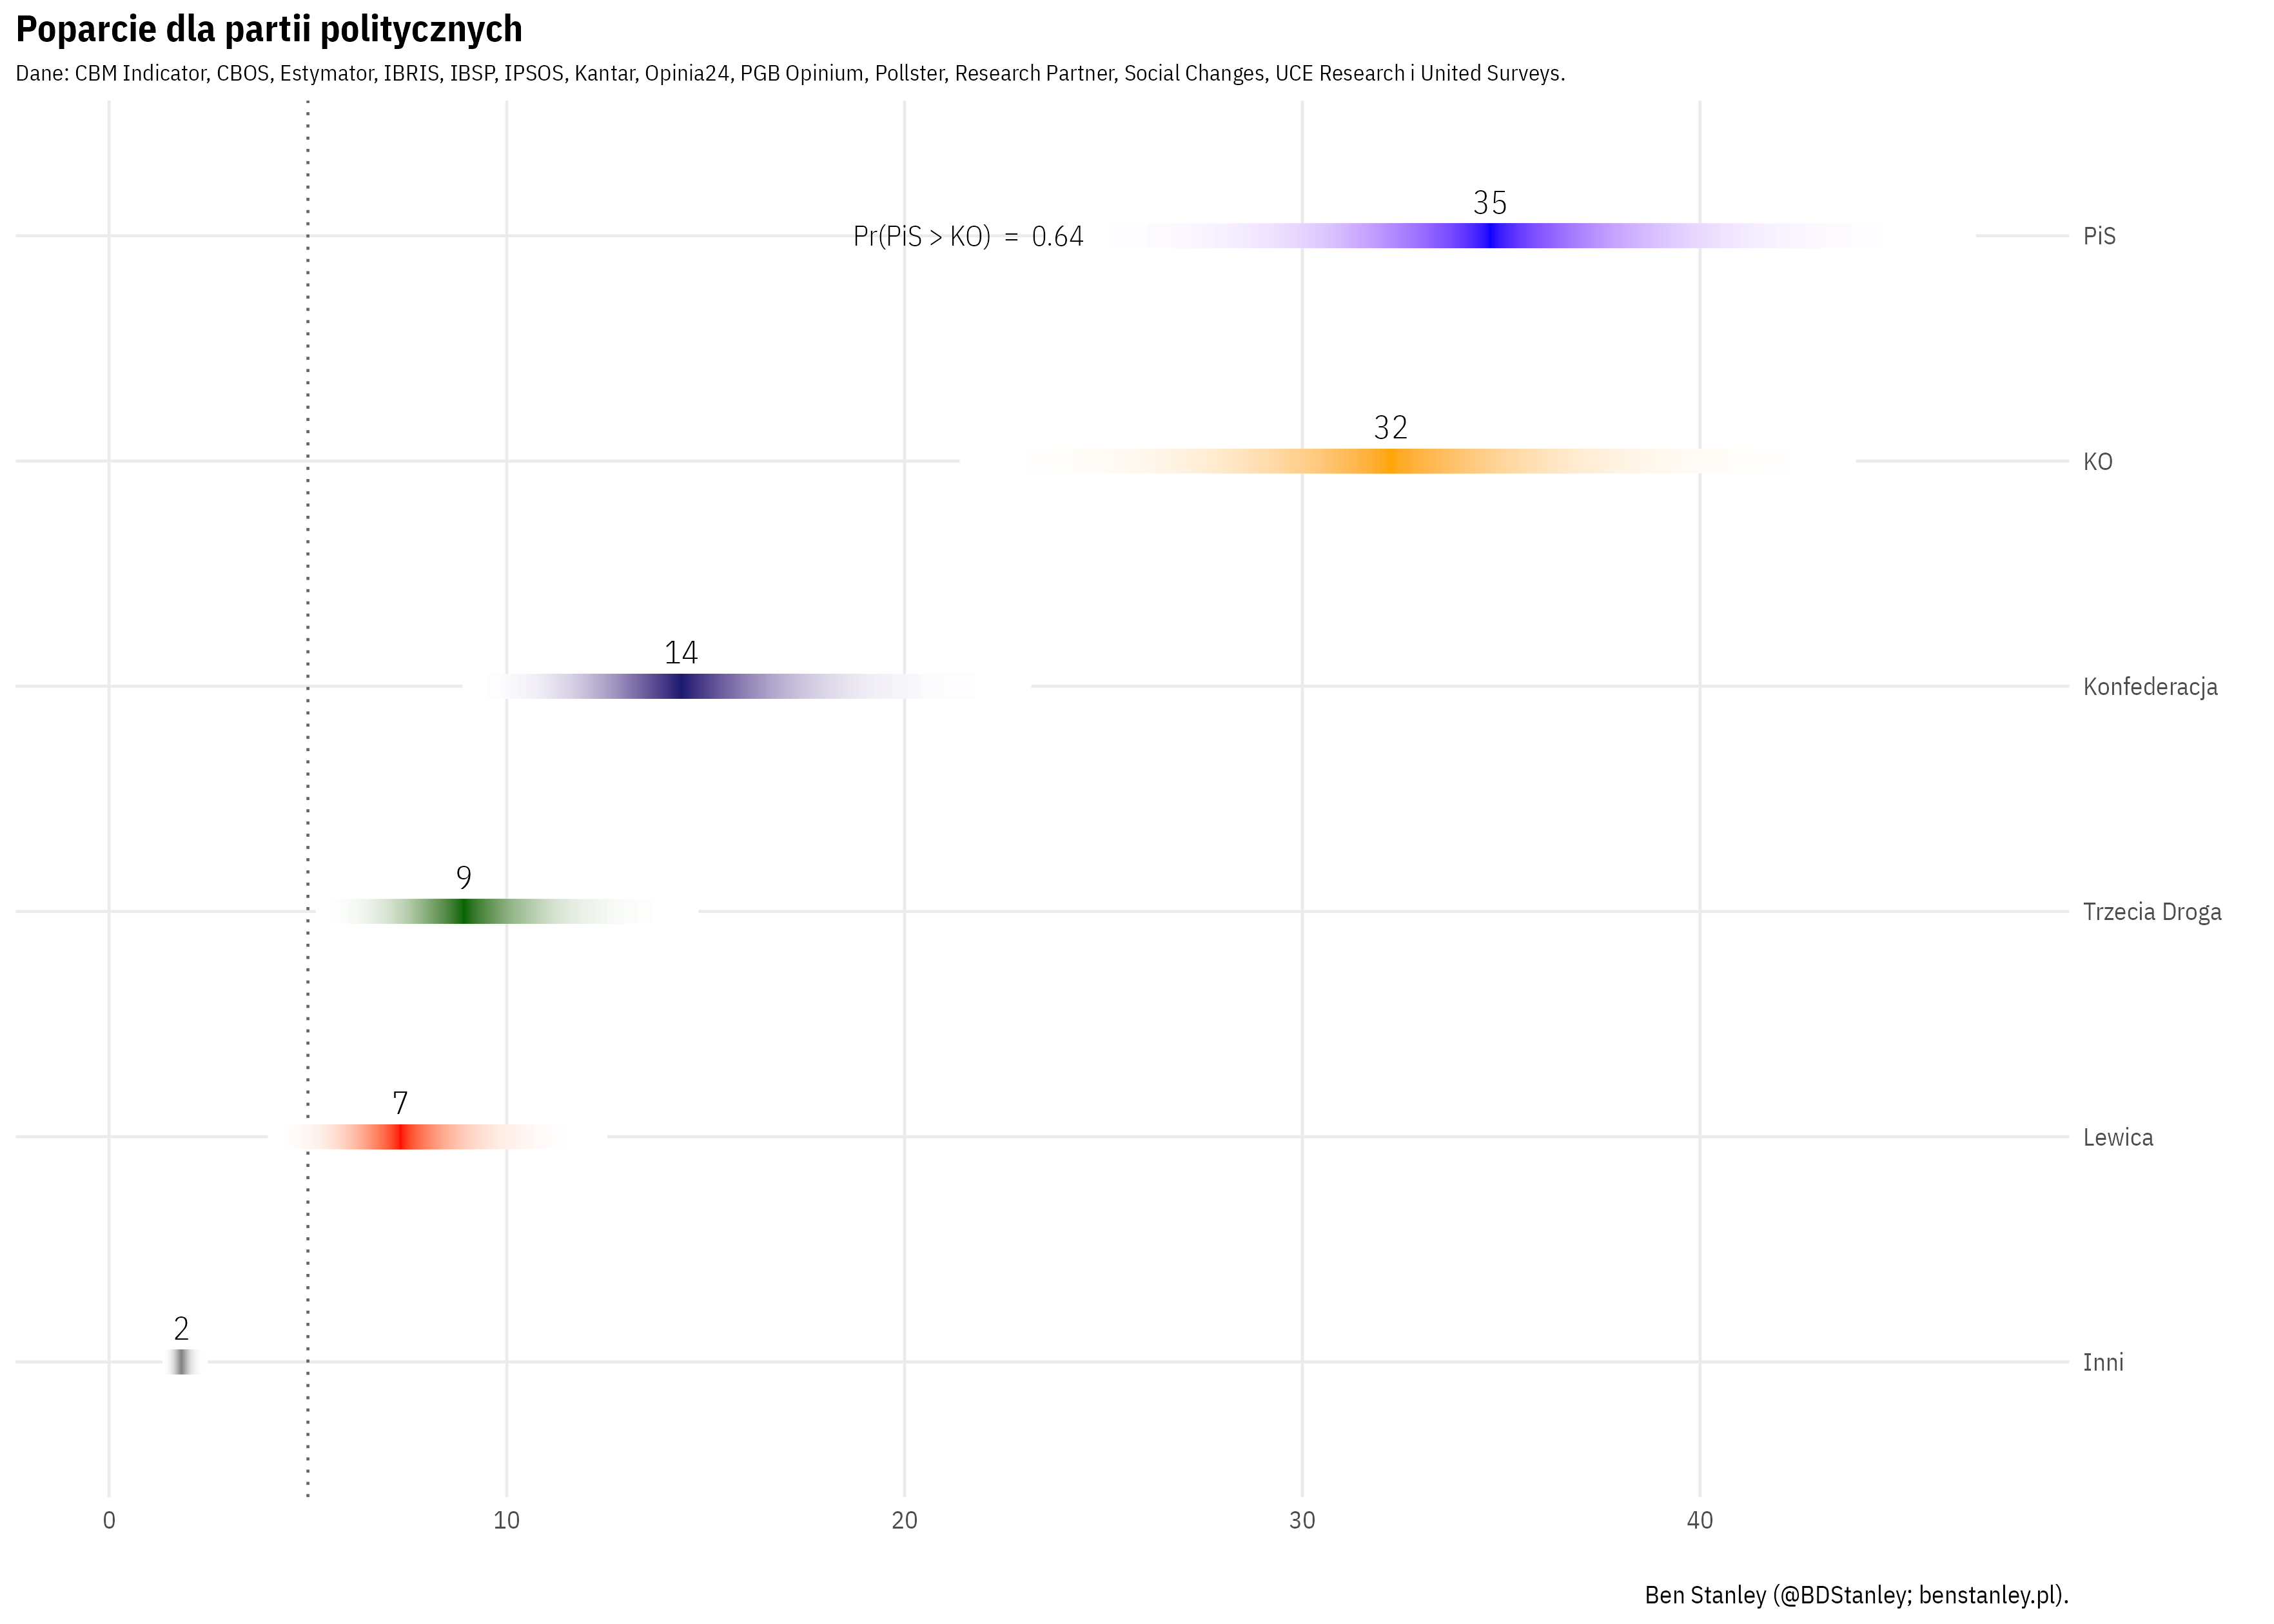 Poparcie dla partii politycznych
Dane: CBM Indicator, CBOS, Estymator, IBRIS, IBSP, IPSOS, Kantar, Opinia24, PGB Opinium, Pollster, Research Partner, Social Changes, UCE Research i United Surveys.
35
Pr(PiS > KO) = 0.64
PiS
32
KO
14
Konfederacja
9
Trzecia Droga
7
Lewica
2
Inni
0 10 20 30 40
Ben Stanley (@BDStanley; benstanley.pl).